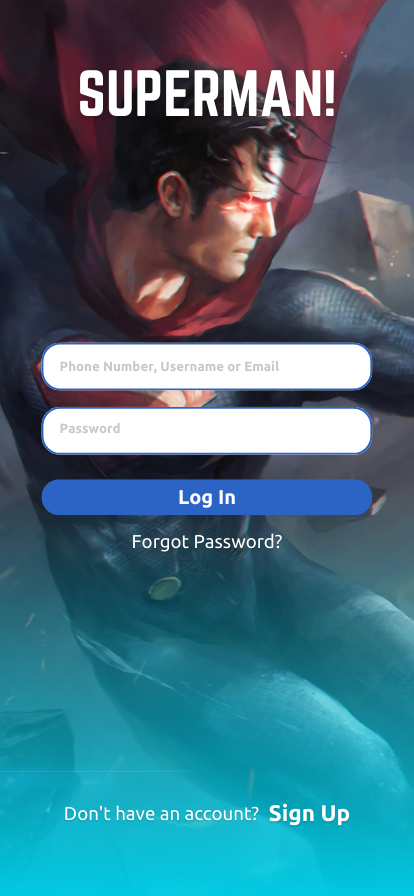 SUPERMAN!
Phone Number, Username or Email
Password
Log In
Forgot Password?
Don't have an account? Sign Up